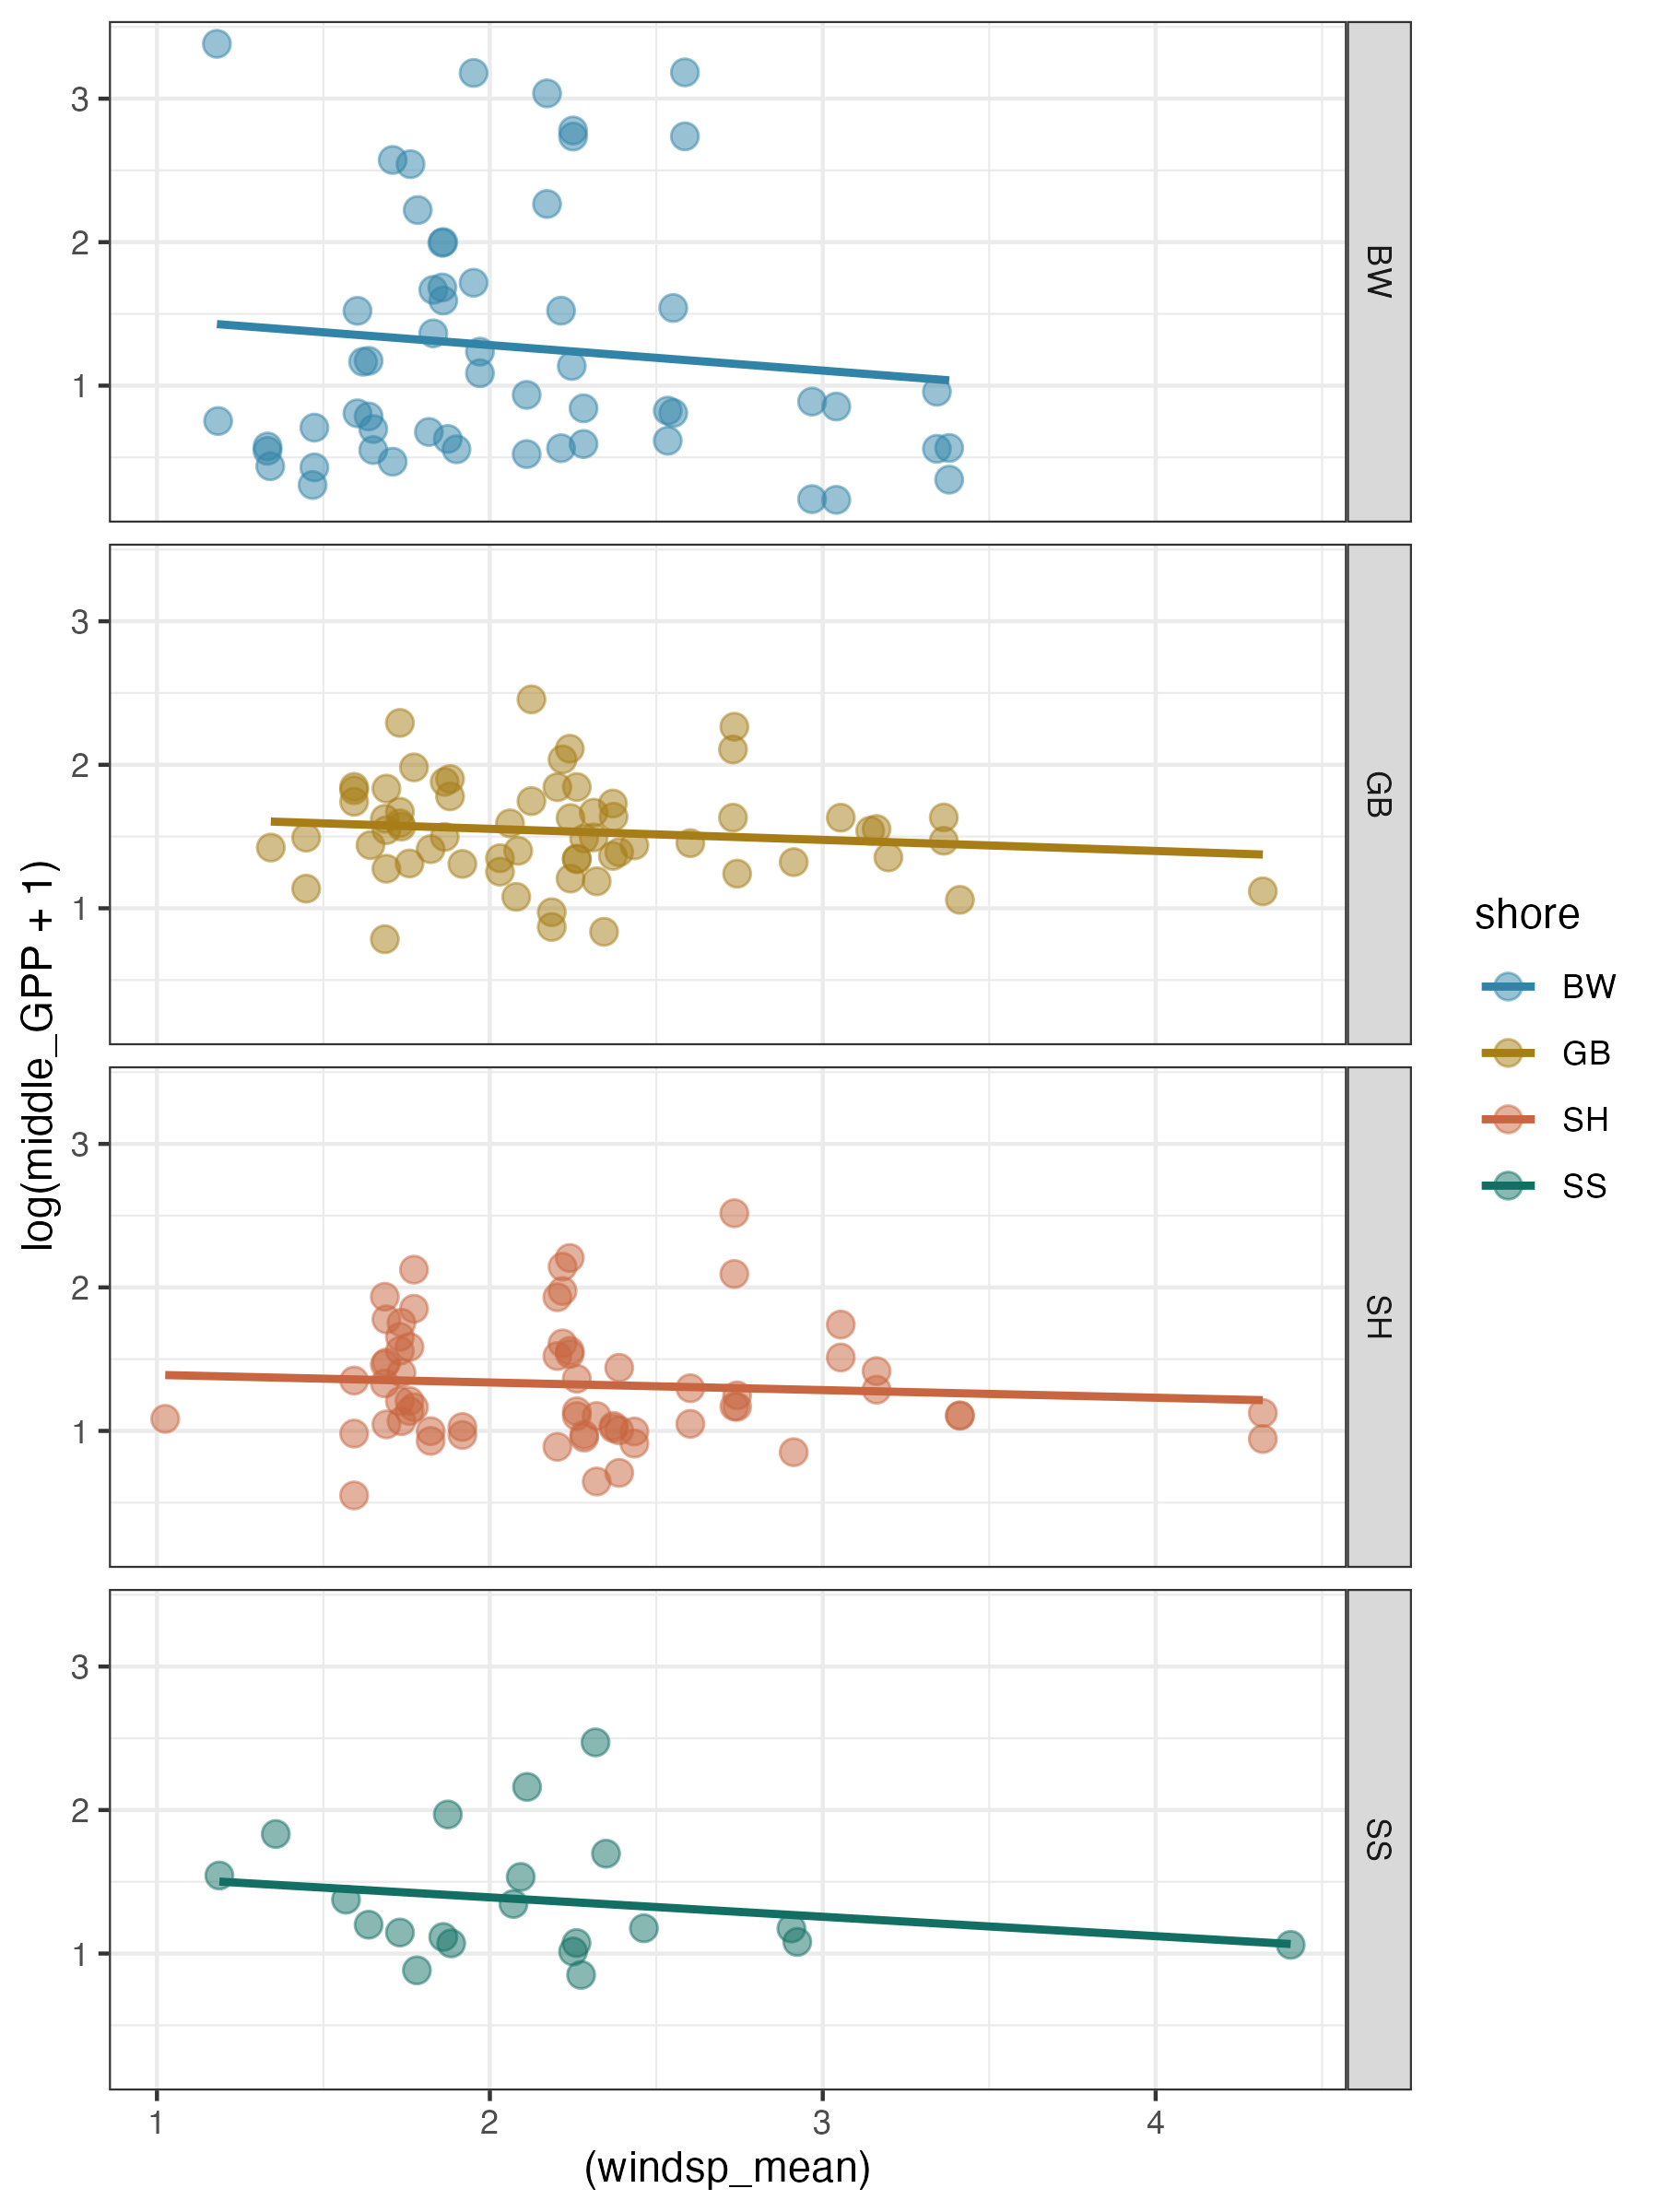 3
2
1
BW
3
2
1
GB
3
2
1
SH
3
2
1
SS
1 2 3 4
(windsp_mean)
log(middle_GPP + 1)
shore
BW
GB
SH
SS